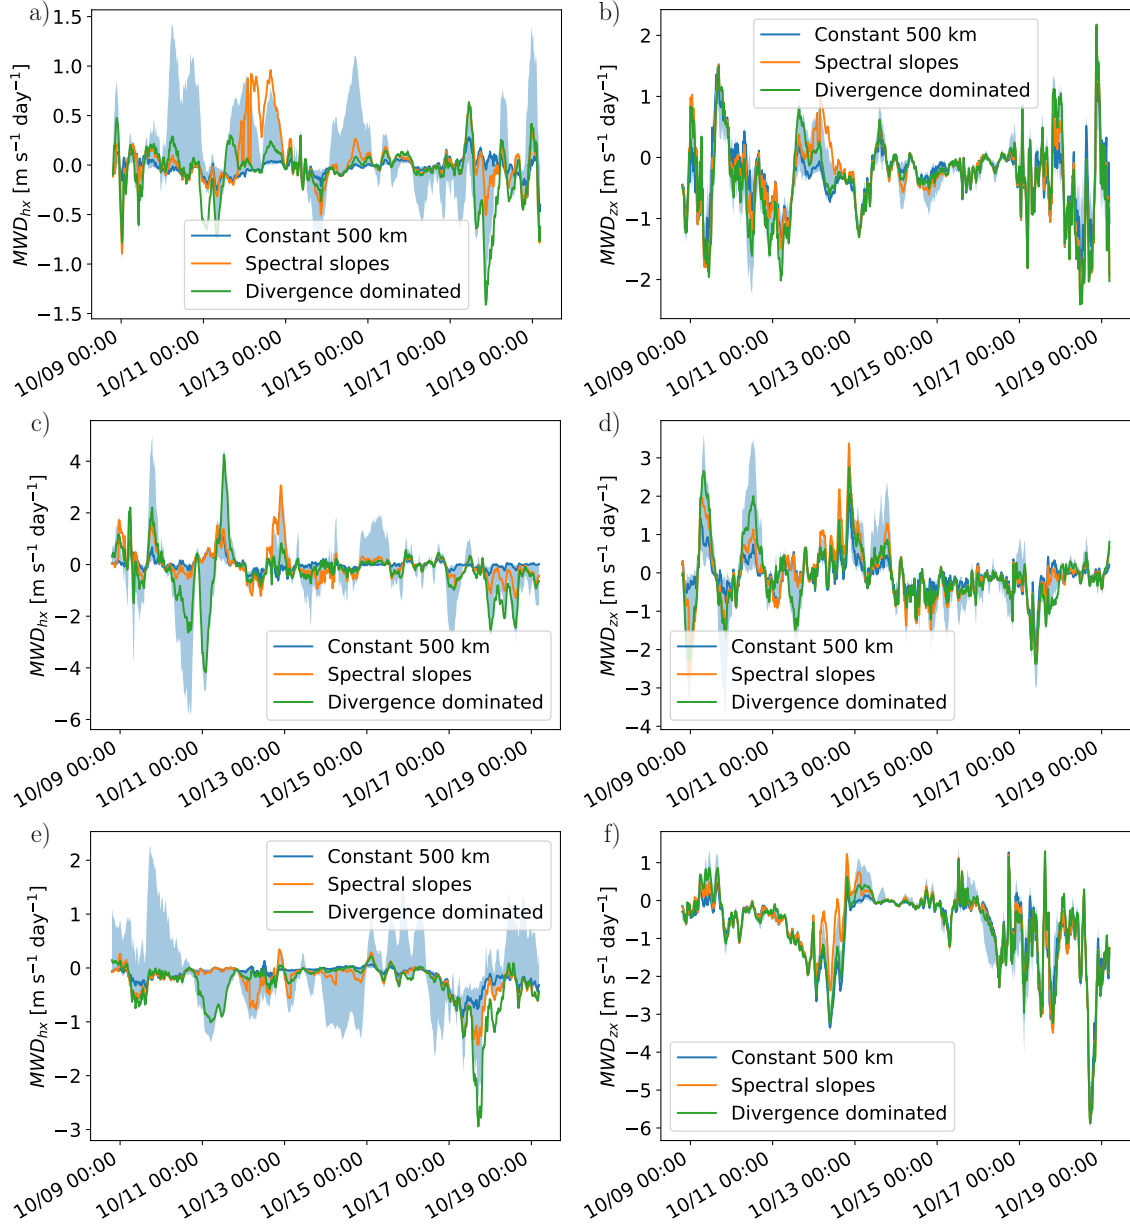 a)
1.5
1.0
0.5
0.0
−0.5
−1.0
−1.5
MWD_hx [m s⁻¹ day⁻¹]
Constant 500 km
Spectral slopes
Divergence dominated
10/09 00:00
10/11 00:00
10/13 00:00
10/15 00:00
10/17 00:00
10/19 00:00
b)
2
1
0
−1
−2
MWD_zx [m s⁻¹ day⁻¹]
Constant 500 km
Spectral slopes
Divergence dominated
10/09 00:00
10/11 00:00
10/13 00:00
10/15 00:00
10/17 00:00
10/19 00:00
c)
4
2
0
−2
−4
−6
MWD_hx [m s⁻¹ day⁻¹]
Constant 500 km
Spectral slopes
Divergence dominated
10/09 00:00
10/11 00:00
10/13 00:00
10/15 00:00
10/17 00:00
10/19 00:00
d)
3
2
1
0
−1
−2
−3
−4
MWD_zx [m s⁻¹ day⁻¹]
Constant 500 km
Spectral slopes
Divergence dominated
10/09 00:00
10/11 00:00
10/13 00:00
10/15 00:00
10/17 00:00
10/19 00:00
e)
2
1
0
−1
−2
−3
MWD_hx [m s⁻¹ day⁻¹]
Constant 500 km
Spectral slopes
Divergence dominated
10/09 00:00
10/11 00:00
10/13 00:00
10/15 00:00
10/17 00:00
10/19 00:00
f)
1
0
−1
−2
−3
−4
−5
−6
MWD_zx [m s⁻¹ day⁻¹]
Constant 500 km
Spectral slopes
Divergence dominated
10/09 00:00
10/11 00:00
10/13 00:00
10/15 00:00
10/17 00:00
10/19 00:00